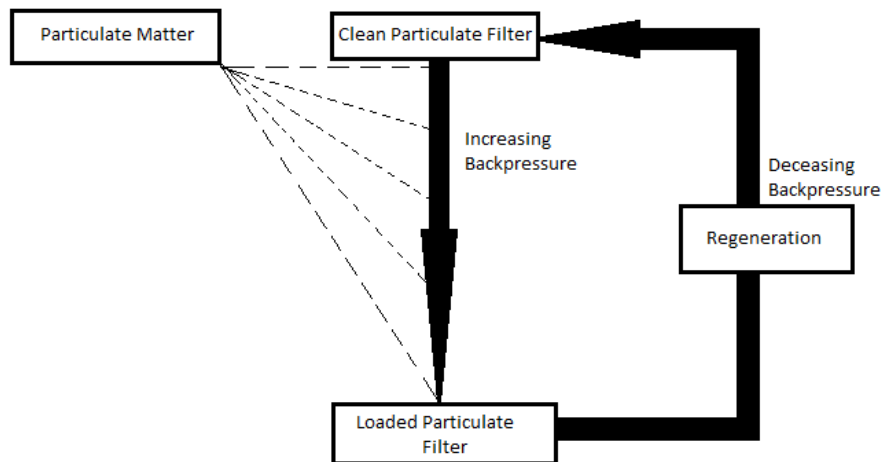 Particulate Matter
Clean Particulate Filter
Increasing
Backpressure
Deceasing
Backpressure
Regeneration
Loaded Particulate
Filter